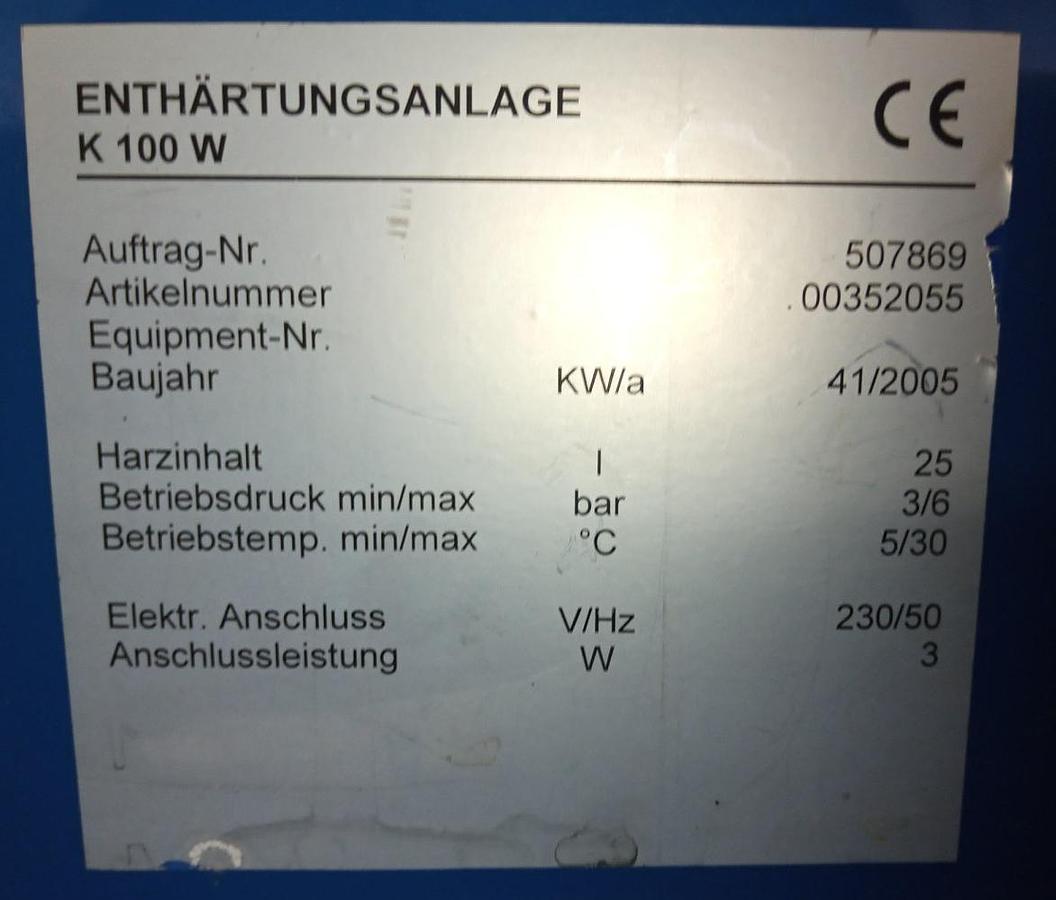 ENTHÄRTUNGSANLAGE CE
K 100 W
Auftrag-Nr. 507869
Artikelnummer 00352055
Equipment-Nr.
Baujahr KW/a 41/2005
Harzinhalt l 25
Betriebsdruck min/max bar 3/6
Betriebstemp. min/max °C 5/30
Elektr. Anschluss V/Hz 230/50
Anschlussleistung W 3